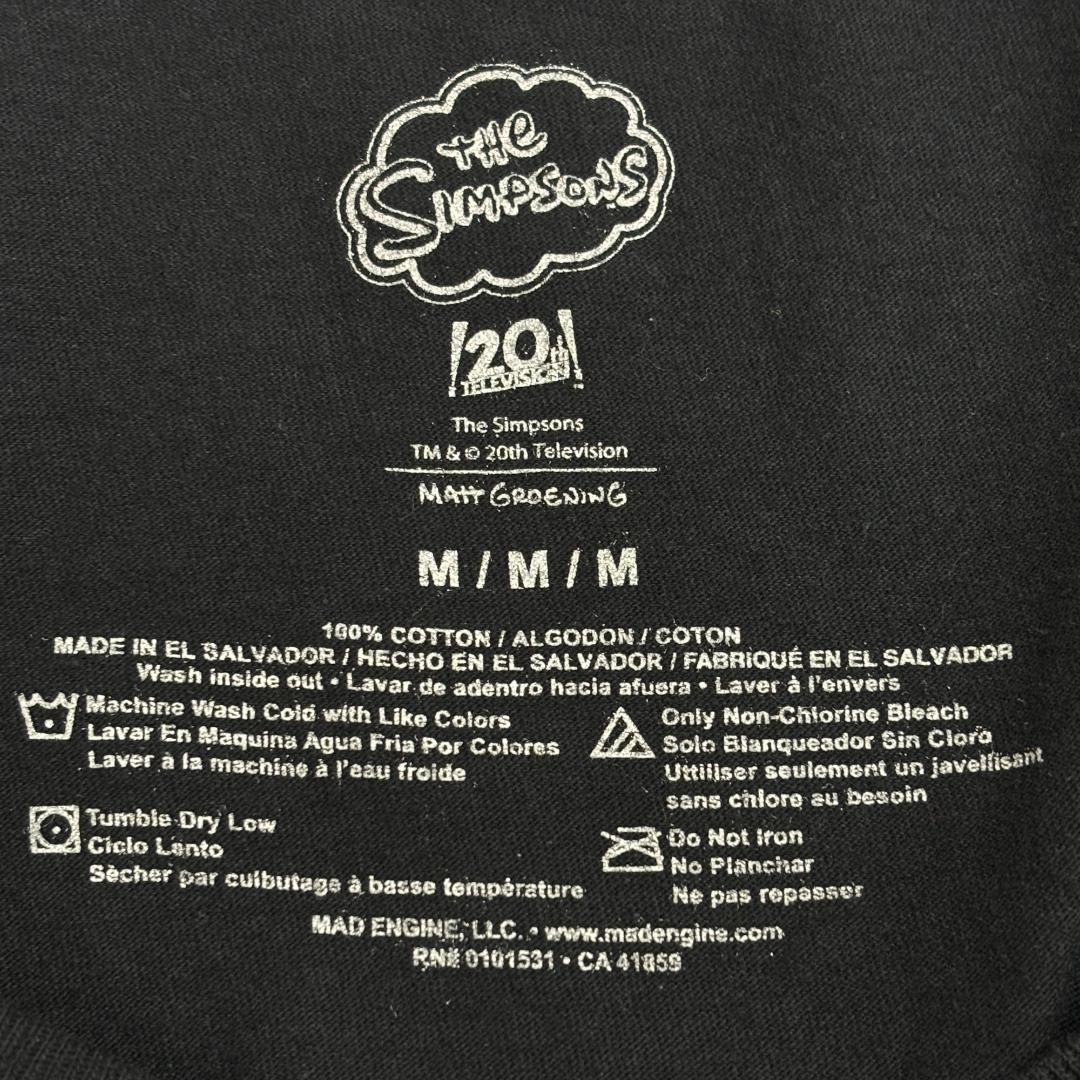 THE
SIMPSONS
20th
TELEVISION
The Simpsons
TM & © 20th Television
MATT GROENING
M / M / M
100% COTTON / ALGODON / COTON
MADE IN EL SALVADOR / HECHO EN EL SALVADOR / FABRIQUÉ EN EL SALVADOR
Wash inside out • Lavar de adentro hacia afuera • Laver à l'envers
Machine Wash Cold with Like Colors
Lavar En Maquina Agua Fria Por Colores
Laver à la machine à l'eau froide
Only Non-Chlorine Bleach
Solo Blanqueador Sin Cloro
Uttiliser seulement un javellisant
sans chlore au besoin
Tumble Dry Low
Ciclo Lento
Sècher par culbutage à basse température
Do Not Iron
No Planchar
Ne pas repasser
MAD ENGINE, LLC. • www.madengine.com
RN# 0101531 • CA 41859